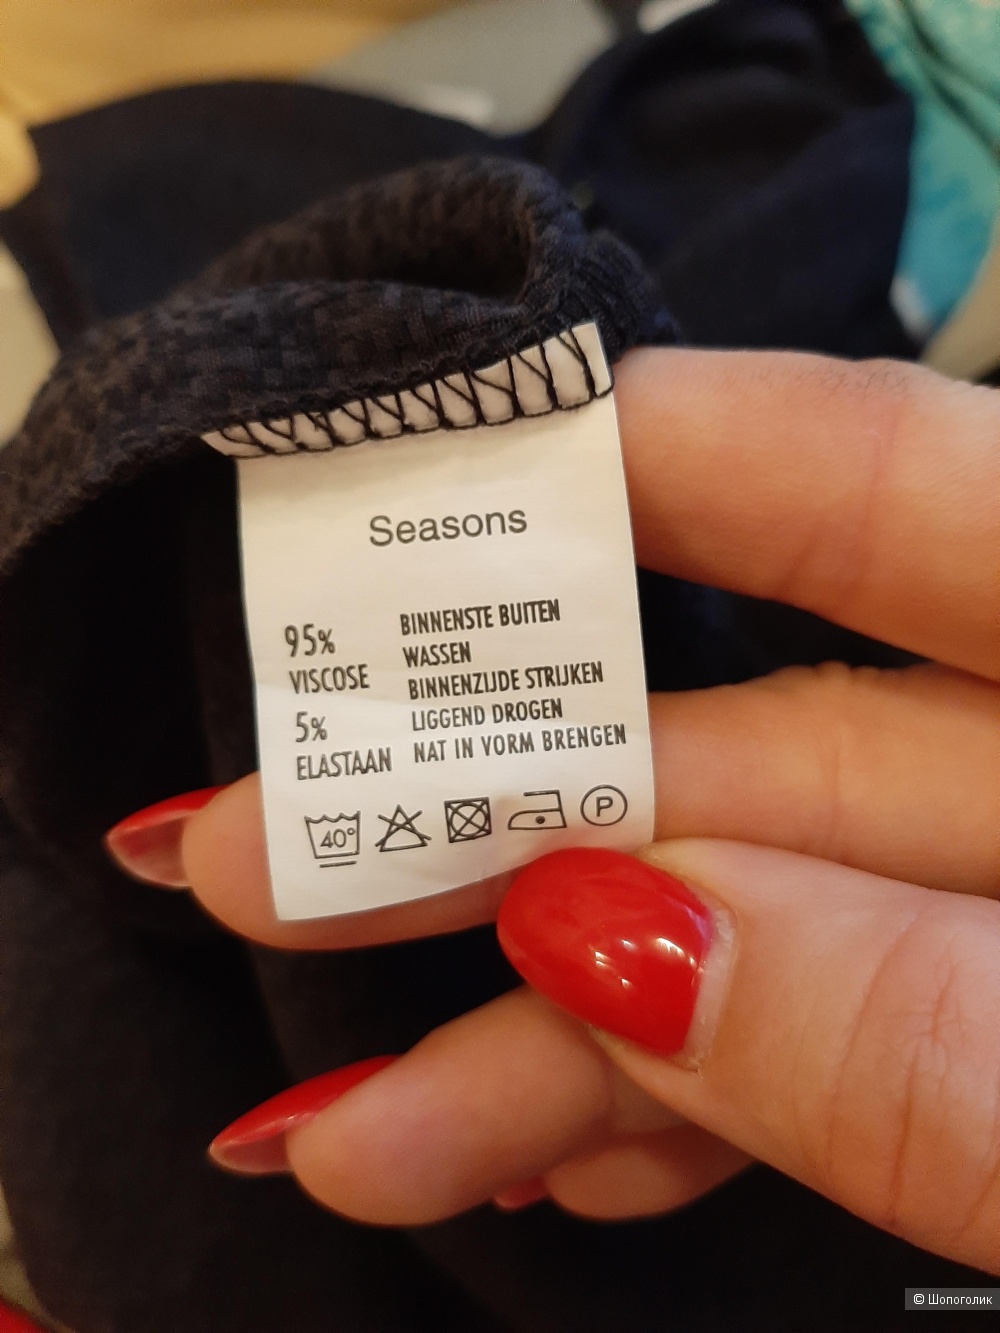 Seasons
95%
VISCOSE
5%
ELASTAAN
BINNENSTE BUITEN
WASSEN
BINNENZIJDE STRIJKEN
LIGGEND DROGEN
NAT IN VORM BRENGEN
40°
P
© Шопоголик